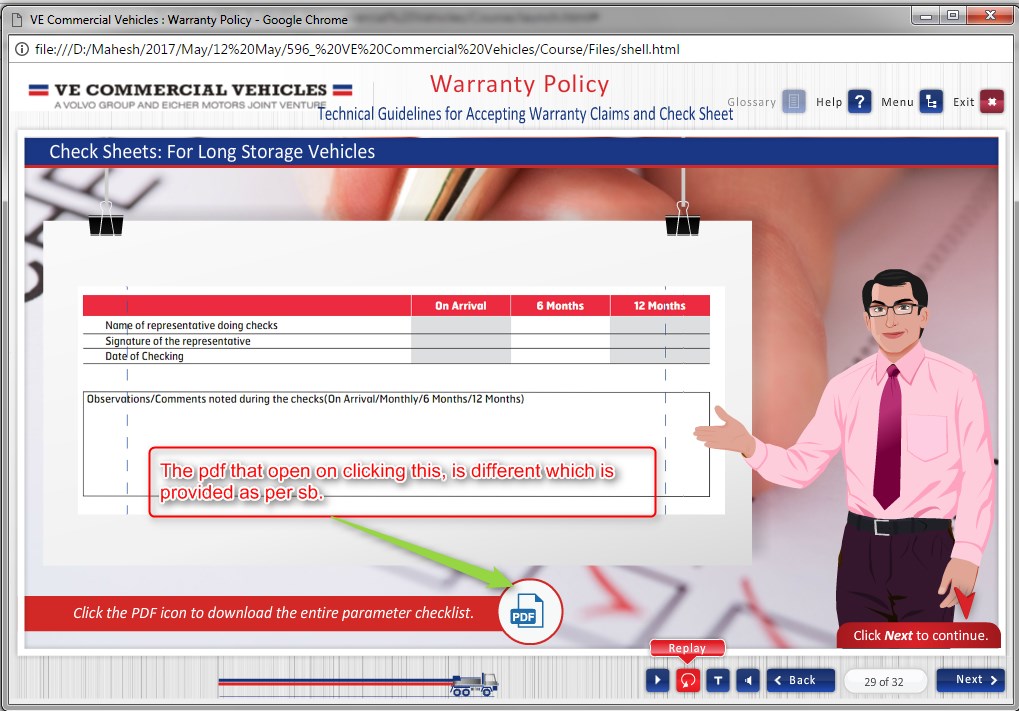 VE Commercial Vehicles : Warranty Policy - Google Chrome
file:///D:/Mahesh/2017/May/12%20May/596_%20VE%20Commercial%20Vehicles/Course/Files/shell.html
VE COMMERCIAL VEHICLES
A VOLVO GROUP AND EICHER MOTORS JOINT VENTURE
Warranty Policy
Technical Guidelines for Accepting Warranty Claims and Check Sheet
Glossary Help ? Menu Exit
Check Sheets: For Long Storage Vehicles
On Arrival 6 Months 12 Months
Name of representative doing checks
Signature of the representative
Date of Checking
Observations/Comments noted during the checks(On Arrival/Monthly/6 Months/12 Months)
The pdf that open on clicking this, is different which is
provided as per sb.
Click the PDF icon to download the entire parameter checklist.
PDF
Click Next to continue.
Replay
T Back 29 of 32 Next